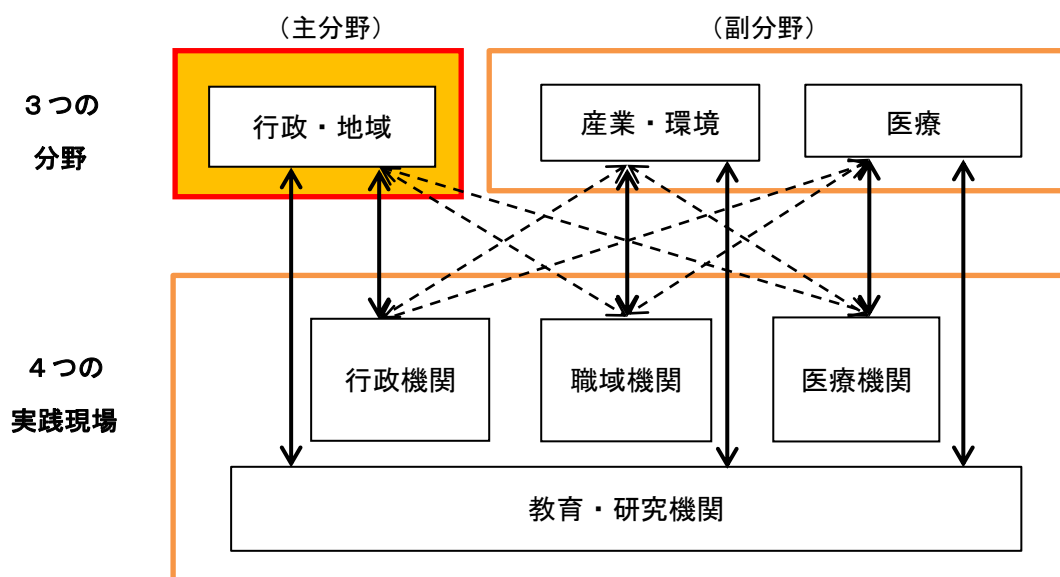 （主分野）
（副分野）
３つの
分野
行政・地域
産業・環境
医療
４つの
実践現場
行政機関
職域機関
医療機関
教育・研究機関